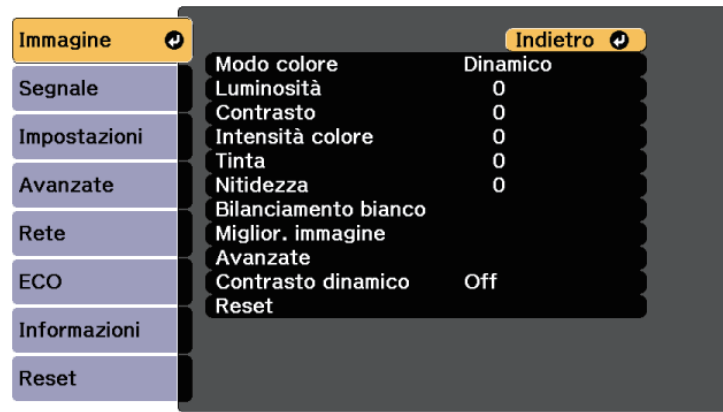 Immagine
Segnale
Impostazioni
Avanzate
Rete
ECO
Informazioni
Reset
Indietro
Modo colore Dinamico
Luminosità 0
Contrasto 0
Intensità colore 0
Tinta 0
Nitidezza 0
Bilanciamento bianco
Miglior. immagine
Avanzate
Contrasto dinamico Off
Reset